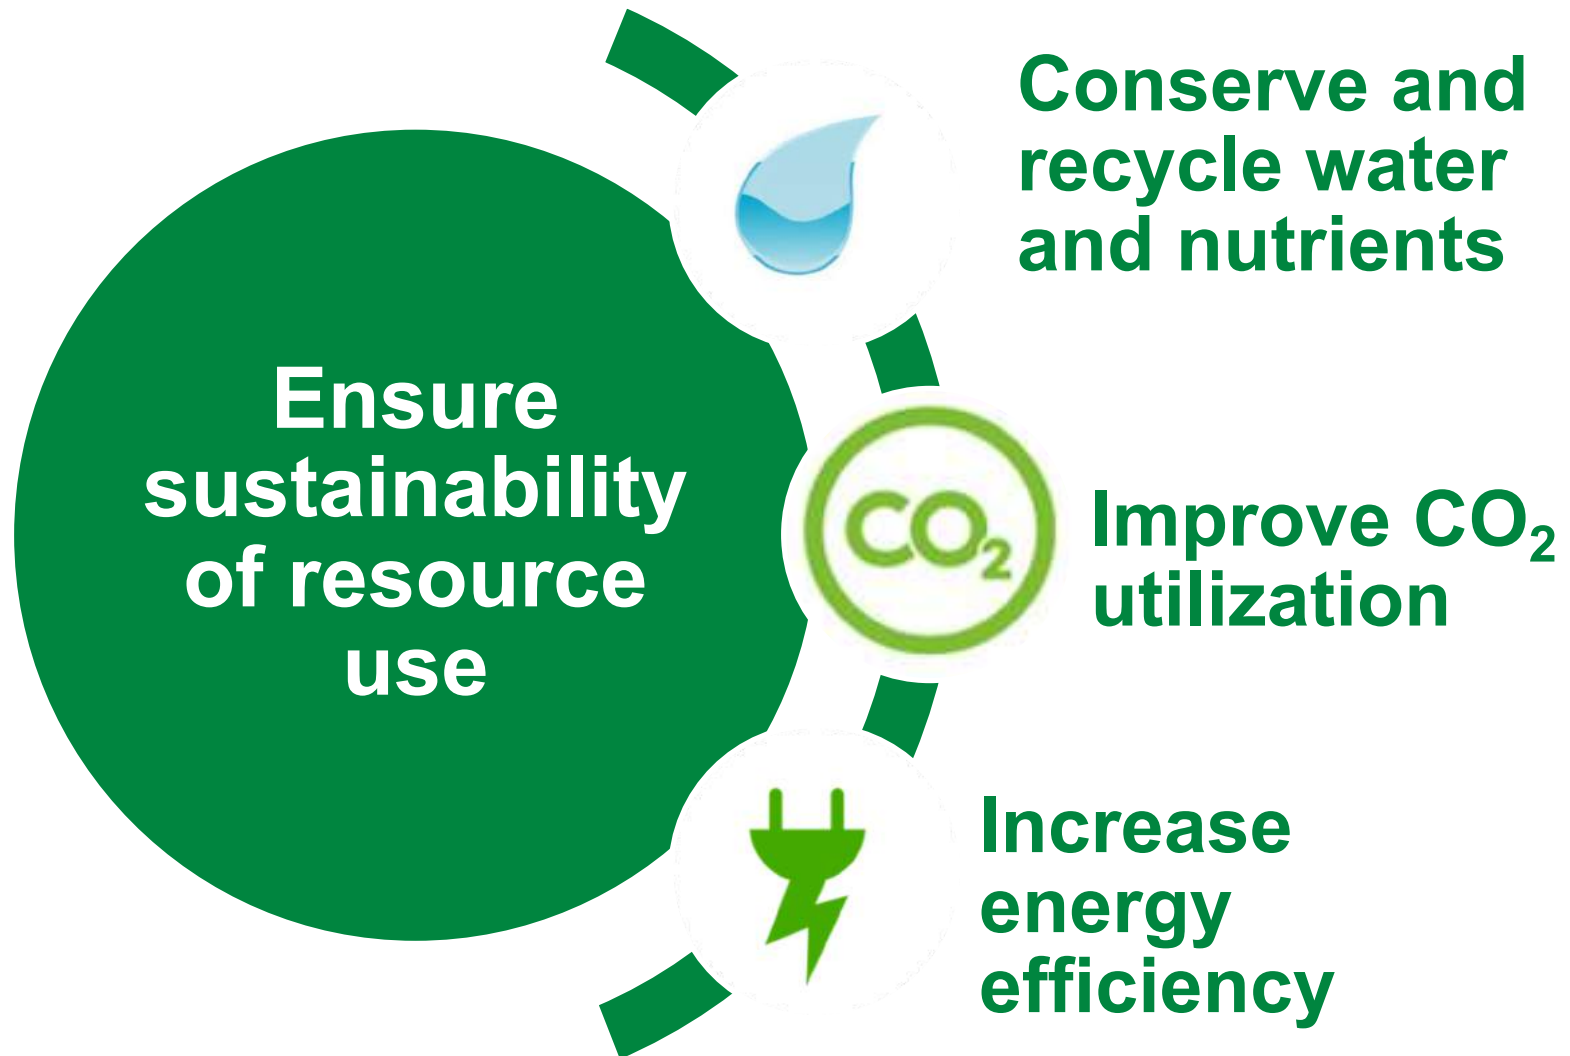 Ensure
sustainability
of resource
use
Conserve and
recycle water
and nutrients
CO₂
Improve CO₂
utilization
Increase
energy
efficiency